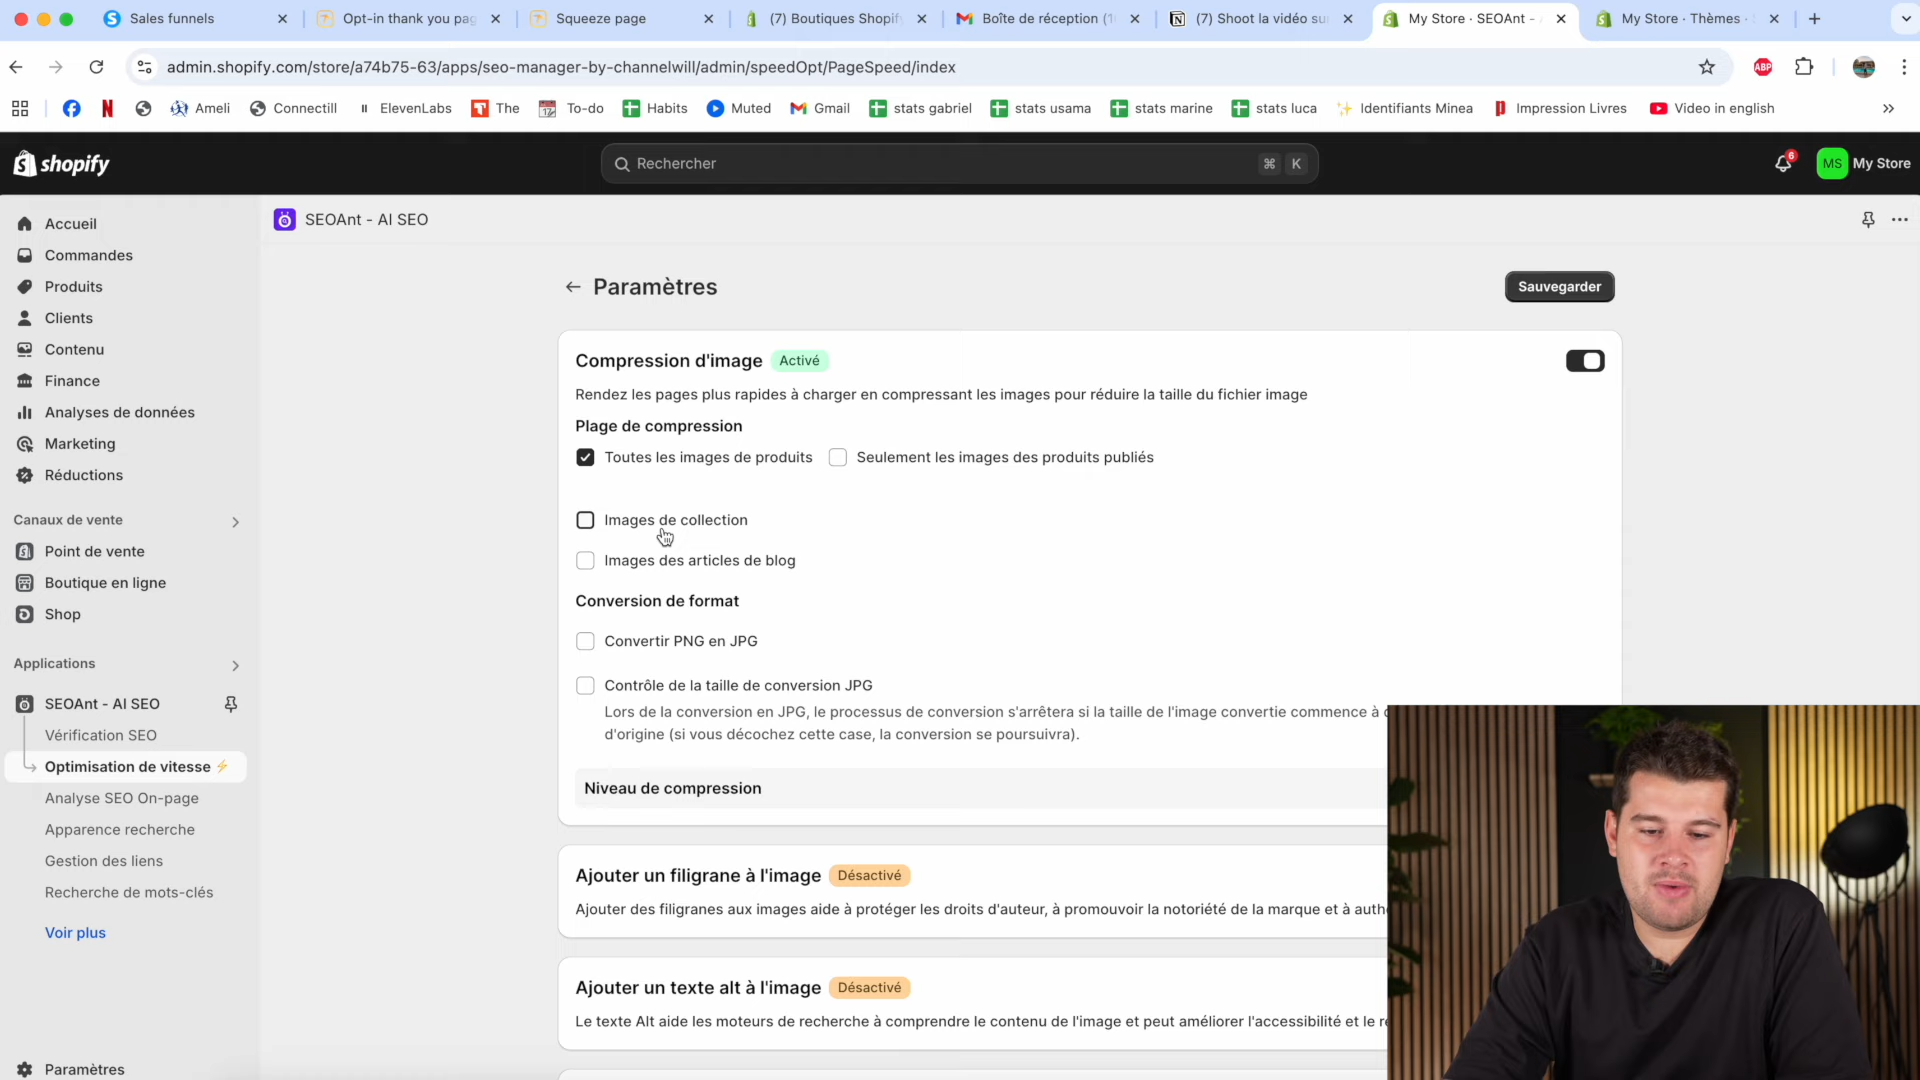 Sales funnels
Opt-in thank you pag
Squeeze page
(7) Boutiques Shopif
Boîte de réception (1
(7) Shoot la vidéo su
My Store · SEOAnt -
My Store · Thèmes ·
admin.shopify.com/store/a74b75-63/apps/seo-manager-by-channelwill/admin/speedOpt/PageSpeed/index
ABP
Ameli
Connectill
ElevenLabs
The
To-do
Habits
Muted
Gmail
stats gabriel
stats usama
stats marine
stats luca
Identifiants Minea
Impression Livres
Video in english
shopify
Rechercher
⌘ K
6
MS
My Store
Accueil
Commandes
Produits
Clients
Contenu
Finance
Analyses de données
Marketing
Réductions
Canaux de vente
Point de vente
Boutique en ligne
Shop
Applications
SEOAnt - AI SEO
Vérification SEO
Optimisation de vitesse ⚡
Analyse SEO On-page
Apparence recherche
Gestion des liens
Recherche de mots-clés
Voir plus
Paramètres
SEOAnt - AI SEO
Paramètres
Sauvegarder
Compression d'image Activé
Rendez les pages plus rapides à charger en compressant les images pour réduire la taille du fichier image
Plage de compression
Toutes les images de produits
Seulement les images des produits publiés
Images de collection
Images des articles de blog
Conversion de format
Convertir PNG en JPG
Contrôle de la taille de conversion JPG
Lors de la conversion en JPG, le processus de conversion s'arrêtera si la taille de l'image convertie commence à
d'origine (si vous décochez cette case, la conversion se poursuivra).
Niveau de compression
Ajouter un filigrane à l'image Désactivé
Ajouter des filigranes aux images aide à protéger les droits d'auteur, à promouvoir la notoriété de la marque et à auth
Ajouter un texte alt à l'image Désactivé
Le texte Alt aide les moteurs de recherche à comprendre le contenu de l'image et peut améliorer l'accessibilité et le r